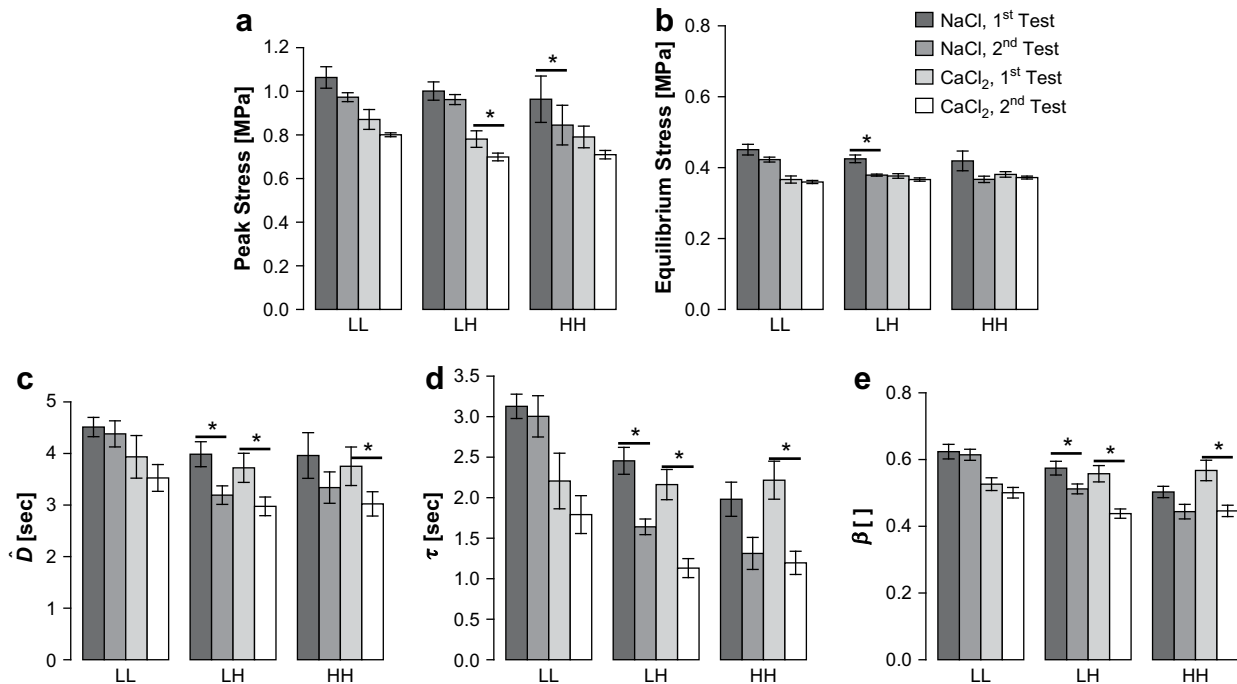 a
Peak Stress [MPa]
1.2
1.0
0.8
0.6
0.4
0.2
0.0
*
*
LL LH HH
b
Equilibrium Stress [MPa]
0.8
0.6
0.4
0.2
0.0
*
LL LH HH
NaCl, 1st Test
NaCl, 2nd Test
CaCl2, 1st Test
CaCl2, 2nd Test
c
D̂ [sec]
5
4
3
2
1
0
* * *
LL LH HH
d
τ [sec]
3.5
3.0
2.5
2.0
1.5
1.0
0.5
0.0
* * *
LL LH HH
e
β [ ]
0.8
0.6
0.4
0.2
0.0
* * *
LL LH HH